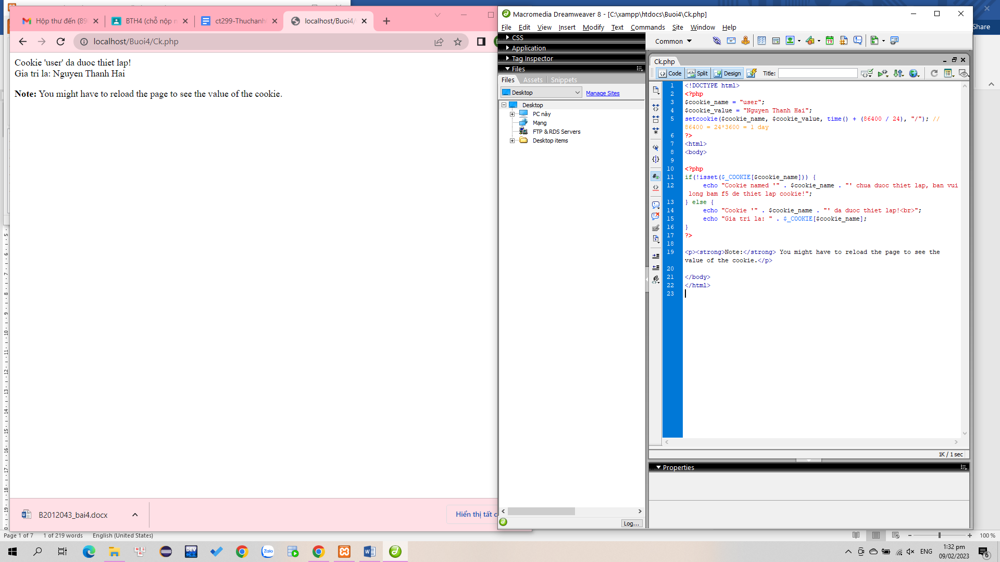 Hộp thư đến (89
BTH4 (chỗ nộp
ct299-Thuchanh
localhost/Buoi4/
localhost/Buoi4/Ck.php
Cookie 'user' da duoc thiet lap!
Gia tri la: Nguyen Thanh Hai
Note: You might have to reload the page to see the value of the cookie.
B2012043_bai4.docx
Hiển thị tất
Page 1 of 7
1 of 219 words
English (United States)
Macromedia Dreamweaver 8 - [C:\xampp\htdocs\Buoi4\Ck.php]
File Edit View Insert Modify Text Commands Site Window Help
CSS
Application
Tag Inspector
Files
Files Assets Snippets
Desktop
Manage Sites
Desktop
PC này
Mạng
FTP & RDS Servers
Desktop items
Log...
Common
Ck.php
Code Split Design Title:
1 <!DOCTYPE html>
2 <?php
3 $cookie_name = "user";
4 $cookie_value = "Nguyen Thanh Hai";
5 setcookie($cookie_name, $cookie_value, time() + (86400 / 24), "/"); //
86400 = 24*3600 = 1 day
6 ?>
7 <html>
8 <body>
9
10 <?php
11 if(!isset($_COOKIE[$cookie_name])) {
12 echo "Cookie named '" . $cookie_name . "' chua duoc thiet lap, ban vui
long bam f5 de thiet lap cookie!";
13 } else {
14 echo "Cookie '" . $cookie_name . "' da duoc thiet lap!<br>";
15 echo "Gia tri la: " . $_COOKIE[$cookie_name];
16 }
17 ?>
18
19 <p><strong>Note:</strong> You might have to reload the page to see the
value of the cookie.</p>
20
21 </body>
22 </html>
23
1K / 1 sec
Properties
Share
100 %
DEV
C++
Zalo
ENG
1:32 pm
09/02/2023
6